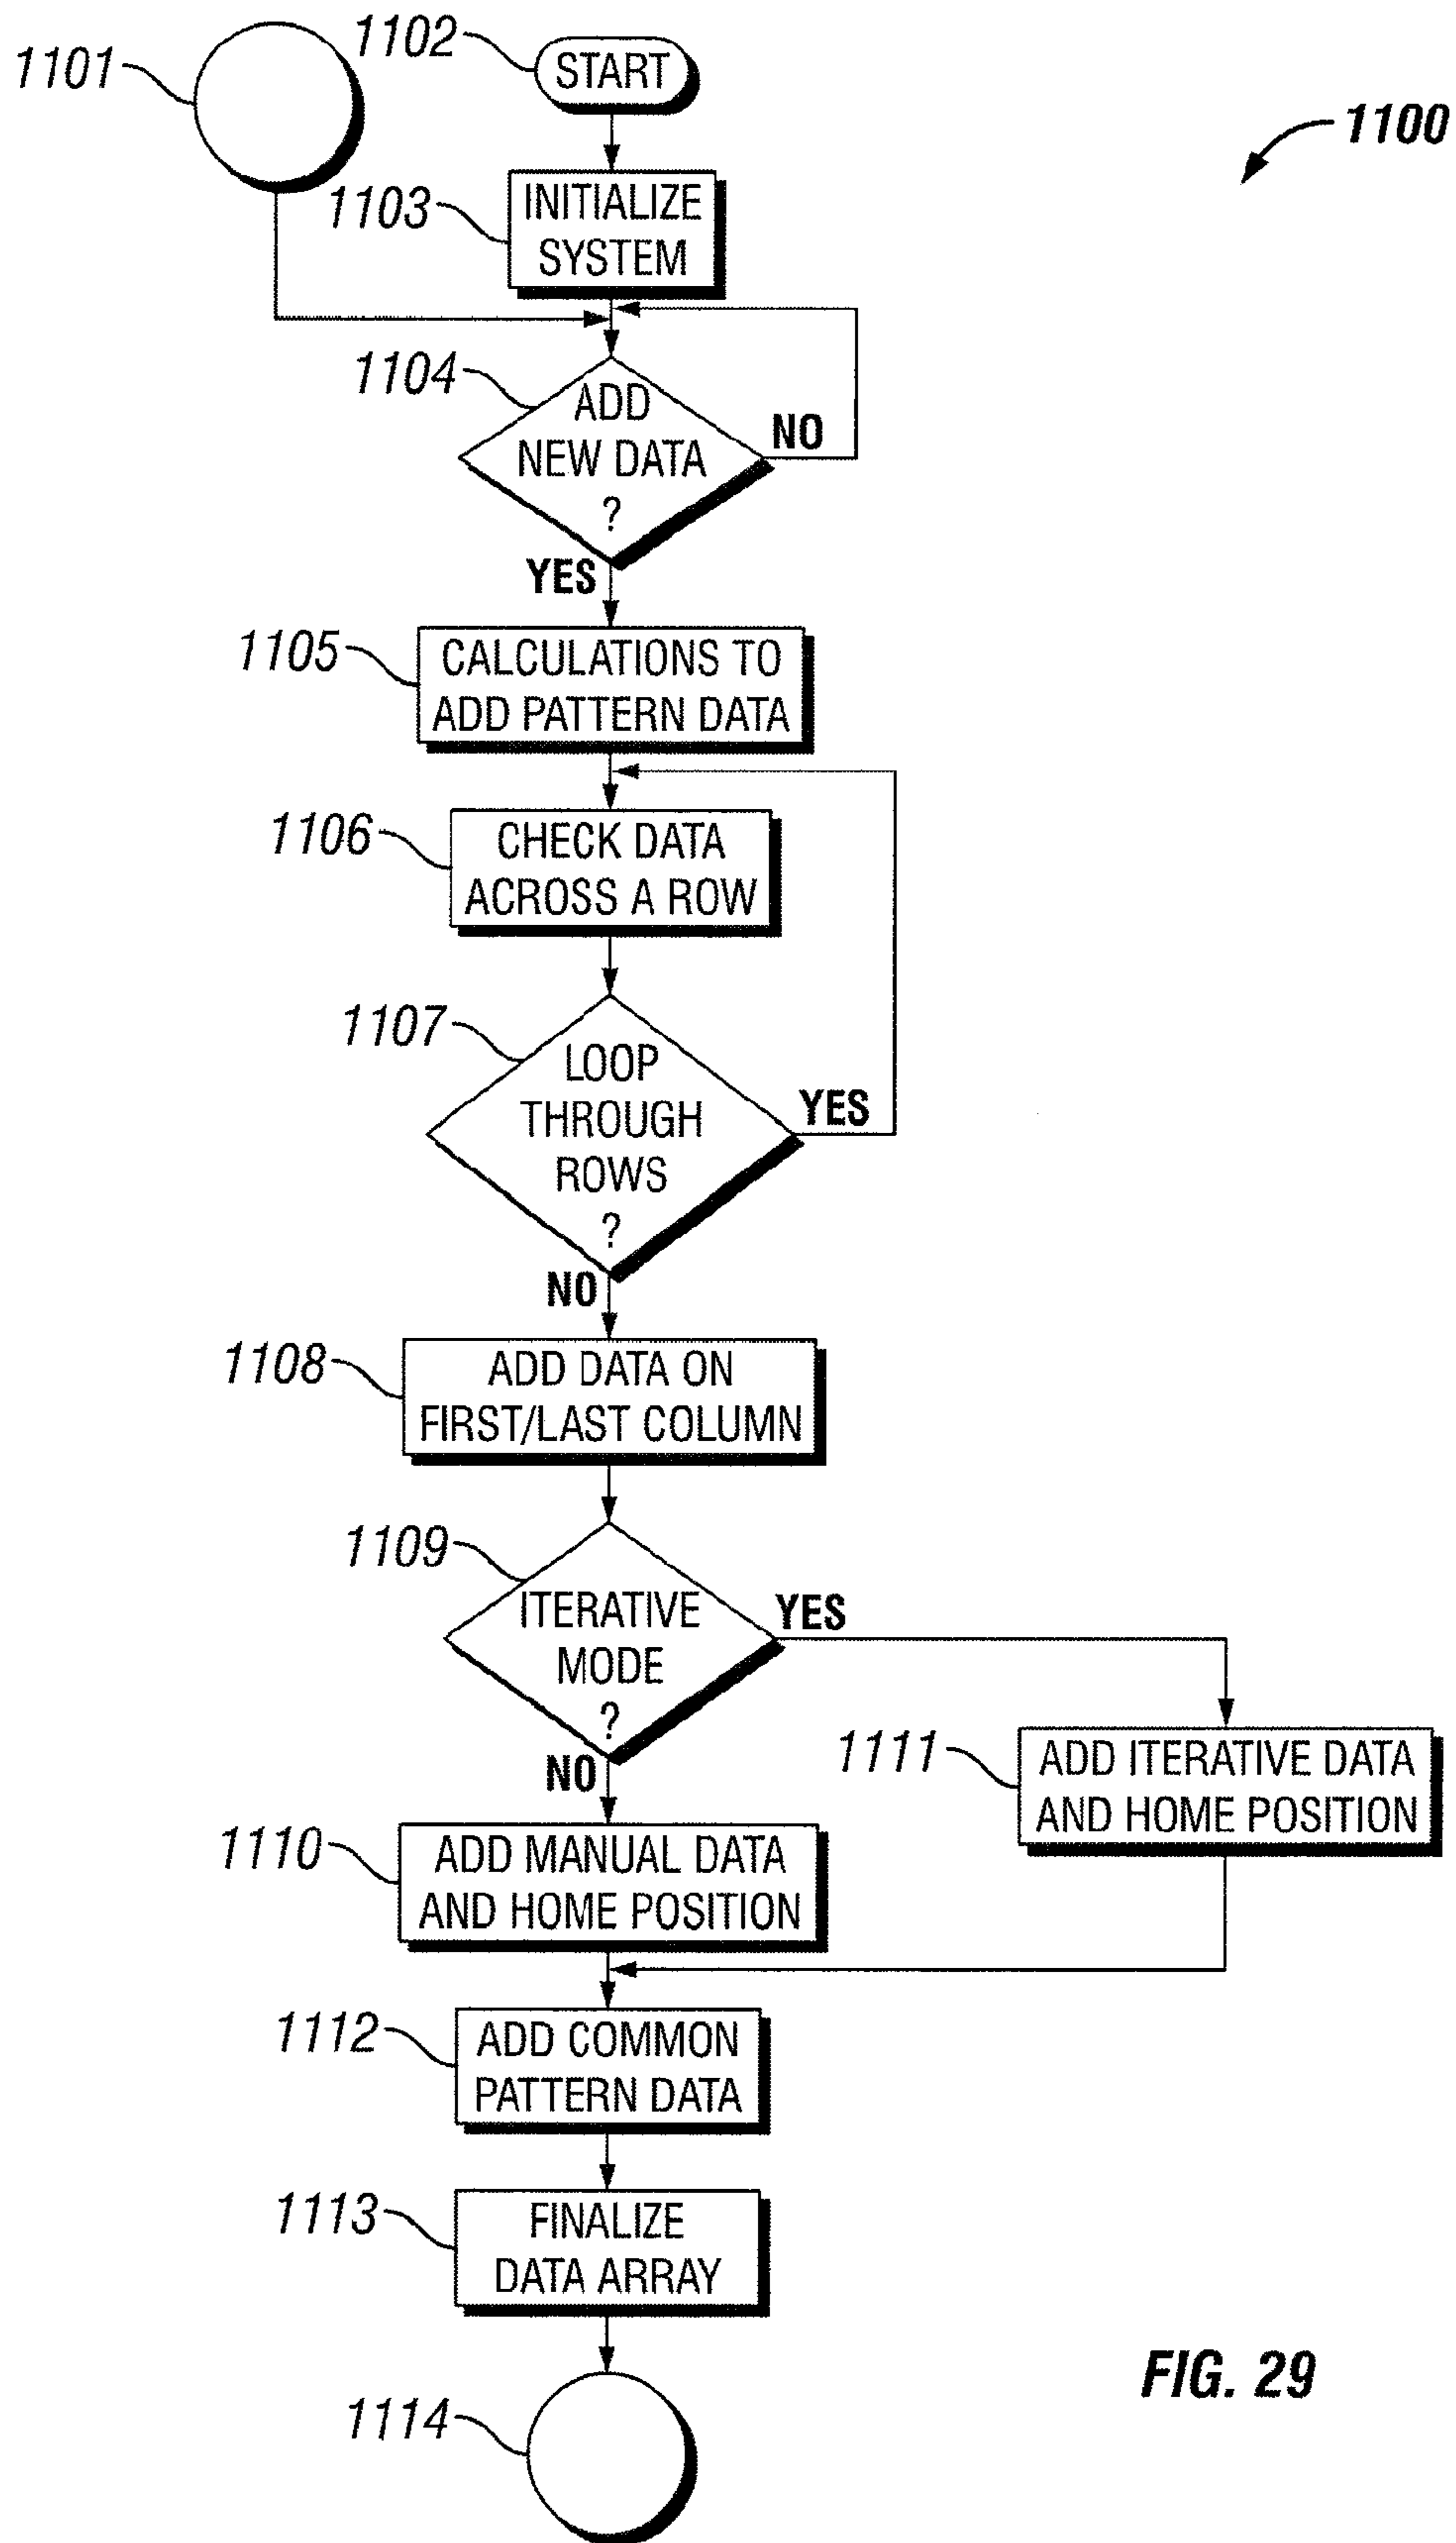 1101
1102
START
1100
1103
INITIALIZE
SYSTEM
1104
ADD
NEW DATA
?
NO
YES
1105
CALCULATIONS TO
ADD PATTERN DATA
1106
CHECK DATA
ACROSS A ROW
1107
LOOP
THROUGH
ROWS
?
YES
NO
1108
ADD DATA ON
FIRST/LAST COLUMN
1109
ITERATIVE
MODE
?
YES
NO
1111
ADD ITERATIVE DATA
AND HOME POSITION
1110
ADD MANUAL DATA
AND HOME POSITION
1112
ADD COMMON
PATTERN DATA
1113
FINALIZE
DATA ARRAY
1114
FIG. 29